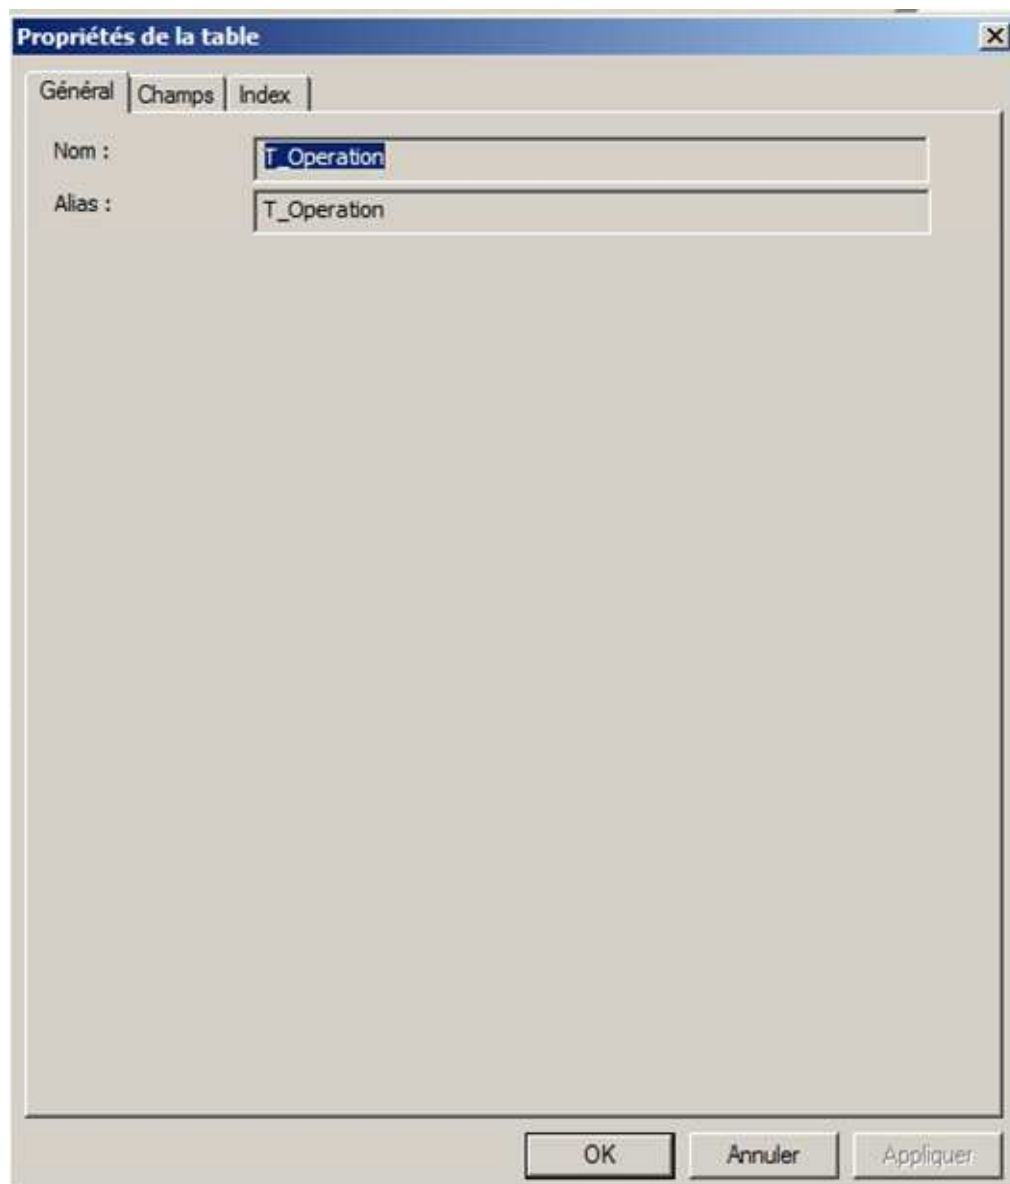 Propriétés de la table
Général Champs Index
Nom : T_Operation
Alias : T_Operation
OK Annuler Appliquer